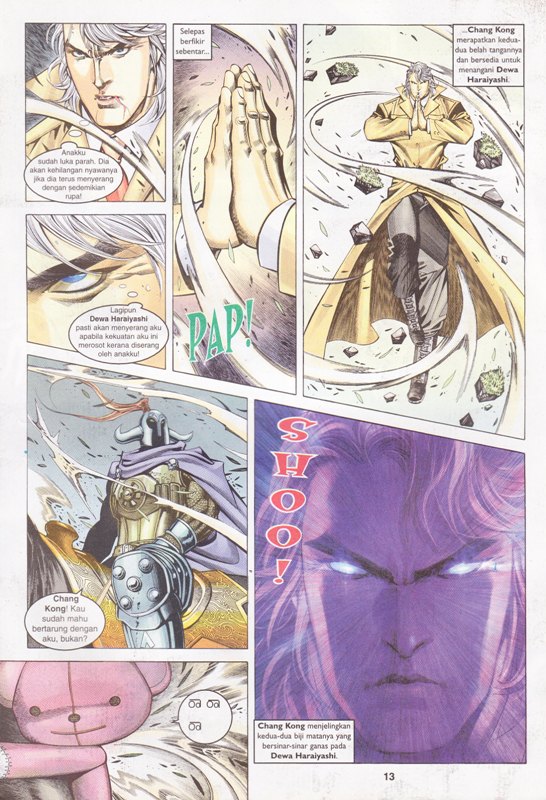 Anakku
sudah luka parah. Dia
akan kehilangan nyawanya
jika dia terus menyerang
dengan sedemikian
rupa!
Lagipun
Dewa Haraiyashi
pasti akan menyerang aku
apabila kekuatan aku ini
merosot kerana diserang
oleh anakku!
Selepas
berfikir
sebentar...
PAP!
...Chang Kong
merapatkan kedua-
dua belah tangannya
dan bersedia untuk
menangani Dewa
Haraiyashi.
Chang
Kong! Kau
sudah mahu
bertarung dengan
aku, bukan?
SHOO!
Chang Kong menjelingkan
kedua-dua biji matanya yang
bersinar-sinar ganas pada
Dewa Haraiyashi.
13